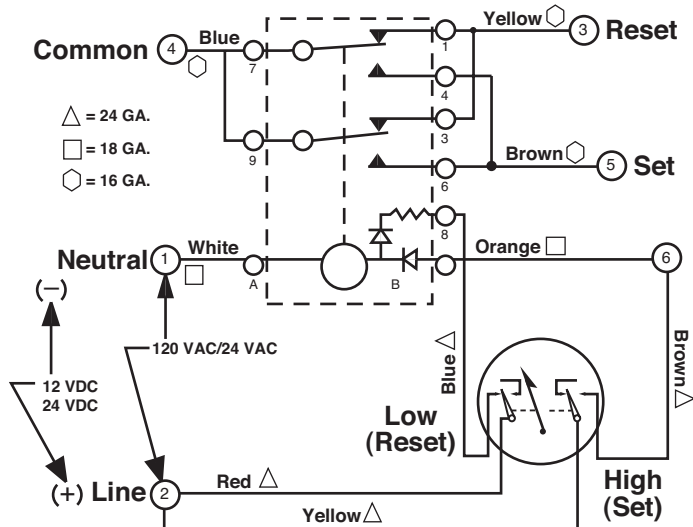 Common
4
Blue
7
9
Yellow
1
3
Reset
4
3
6
Brown
5
Set
= 24 GA.
= 18 GA.
= 16 GA.
8
Neutral
1
White
A
B
Orange
6
(−)
120 VAC/24 VAC
12 VDC
24 VDC
Blue
Brown
Low
(Reset)
High
(Set)
(+)
Line
2
Red
Yellow